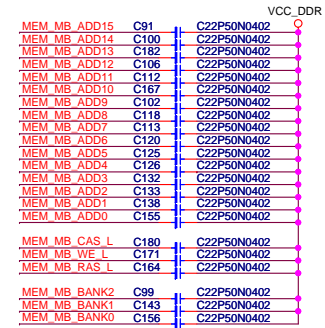 VCC_DDR
MEM_MB_ADD15 C91 C22P50N0402
MEM_MB_ADD14 C100 C22P50N0402
MEM_MB_ADD13 C182 C22P50N0402
MEM_MB_ADD12 C106 C22P50N0402
MEM_MB_ADD11 C112 C22P50N0402
MEM_MB_ADD10 C167 C22P50N0402
MEM_MB_ADD9 C102 C22P50N0402
MEM_MB_ADD8 C118 C22P50N0402
MEM_MB_ADD7 C113 C22P50N0402
MEM_MB_ADD6 C120 C22P50N0402
MEM_MB_ADD5 C125 C22P50N0402
MEM_MB_ADD4 C126 C22P50N0402
MEM_MB_ADD3 C132 C22P50N0402
MEM_MB_ADD2 C133 C22P50N0402
MEM_MB_ADD1 C138 C22P50N0402
MEM_MB_ADD0 C155 C22P50N0402
MEM_MB_CAS_L C180 C22P50N0402
MEM_MB_WE_L C171 C22P50N0402
MEM_MB_RAS_L C164 C22P50N0402
MEM_MB_BANK2 C99 C22P50N0402
MEM_MB_BANK1 C143 C22P50N0402
MEM_MB_BANK0 C156 C22P50N0402